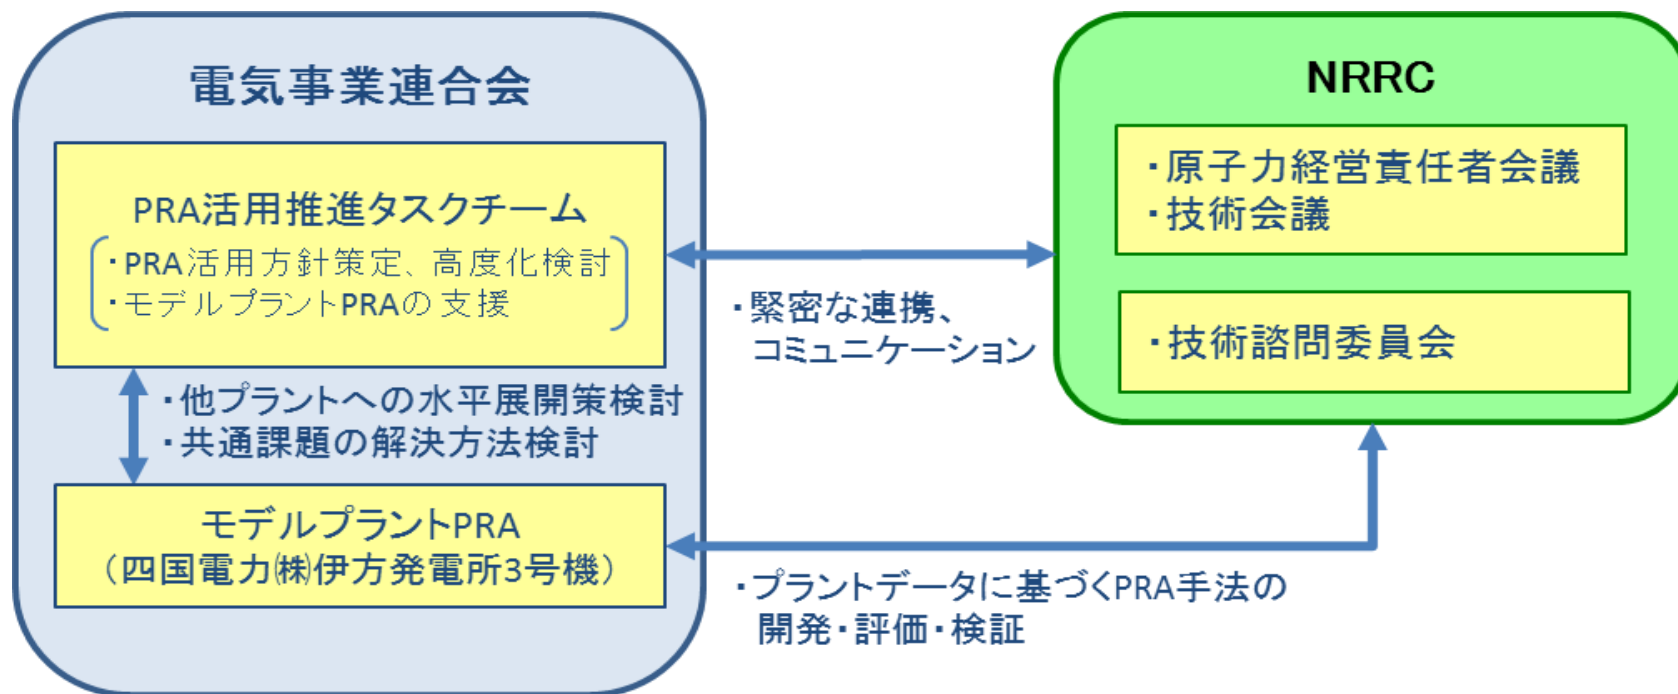 電気事業連合会
PRA活用推進タスクチーム
・PRA活用方針策定、高度化検討
・モデルプラントPRAの支援
・他プラントへの水平展開策検討
・共通課題の解決方法検討
モデルプラントPRA
（四国電力㈱伊方発電所3号機）
・緊密な連携、
コミュニケーション
・プラントデータに基づくPRA手法の
開発・評価・検証
NRRC
・原子力経営責任者会議
・技術会議
・技術諮問委員会